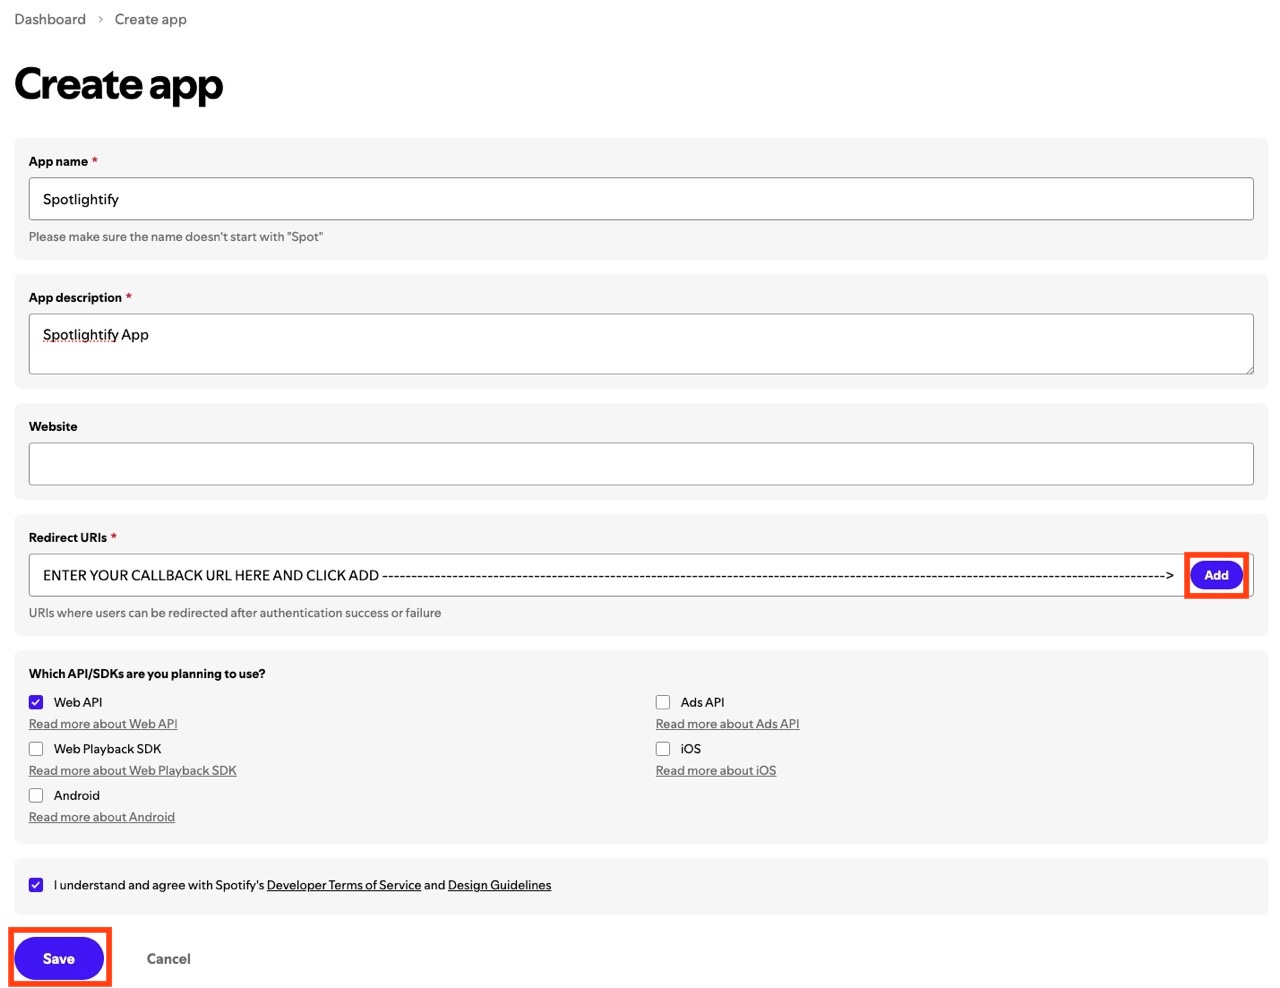 Dashboard > Create app
Create app
App name *
Spotlightify
Please make sure the name doesn't start with "Spot"
App description *
Spotlightify App
Website
Redirect URIs *
ENTER YOUR CALLBACK URL HERE AND CLICK ADD --------------------------------------------------------------------------------------------------------------------------------------> Add
URIs where users can be redirected after authentication success or failure
Which API/SDKs are you planning to use?
Web API
Read more about Web API
Web Playback SDK
Read more about Web Playback SDK
Android
Read more about Android
Ads API
Read more about Ads API
iOS
Read more about iOS
I understand and agree with Spotify's Developer Terms of Service and Design Guidelines
Save Cancel